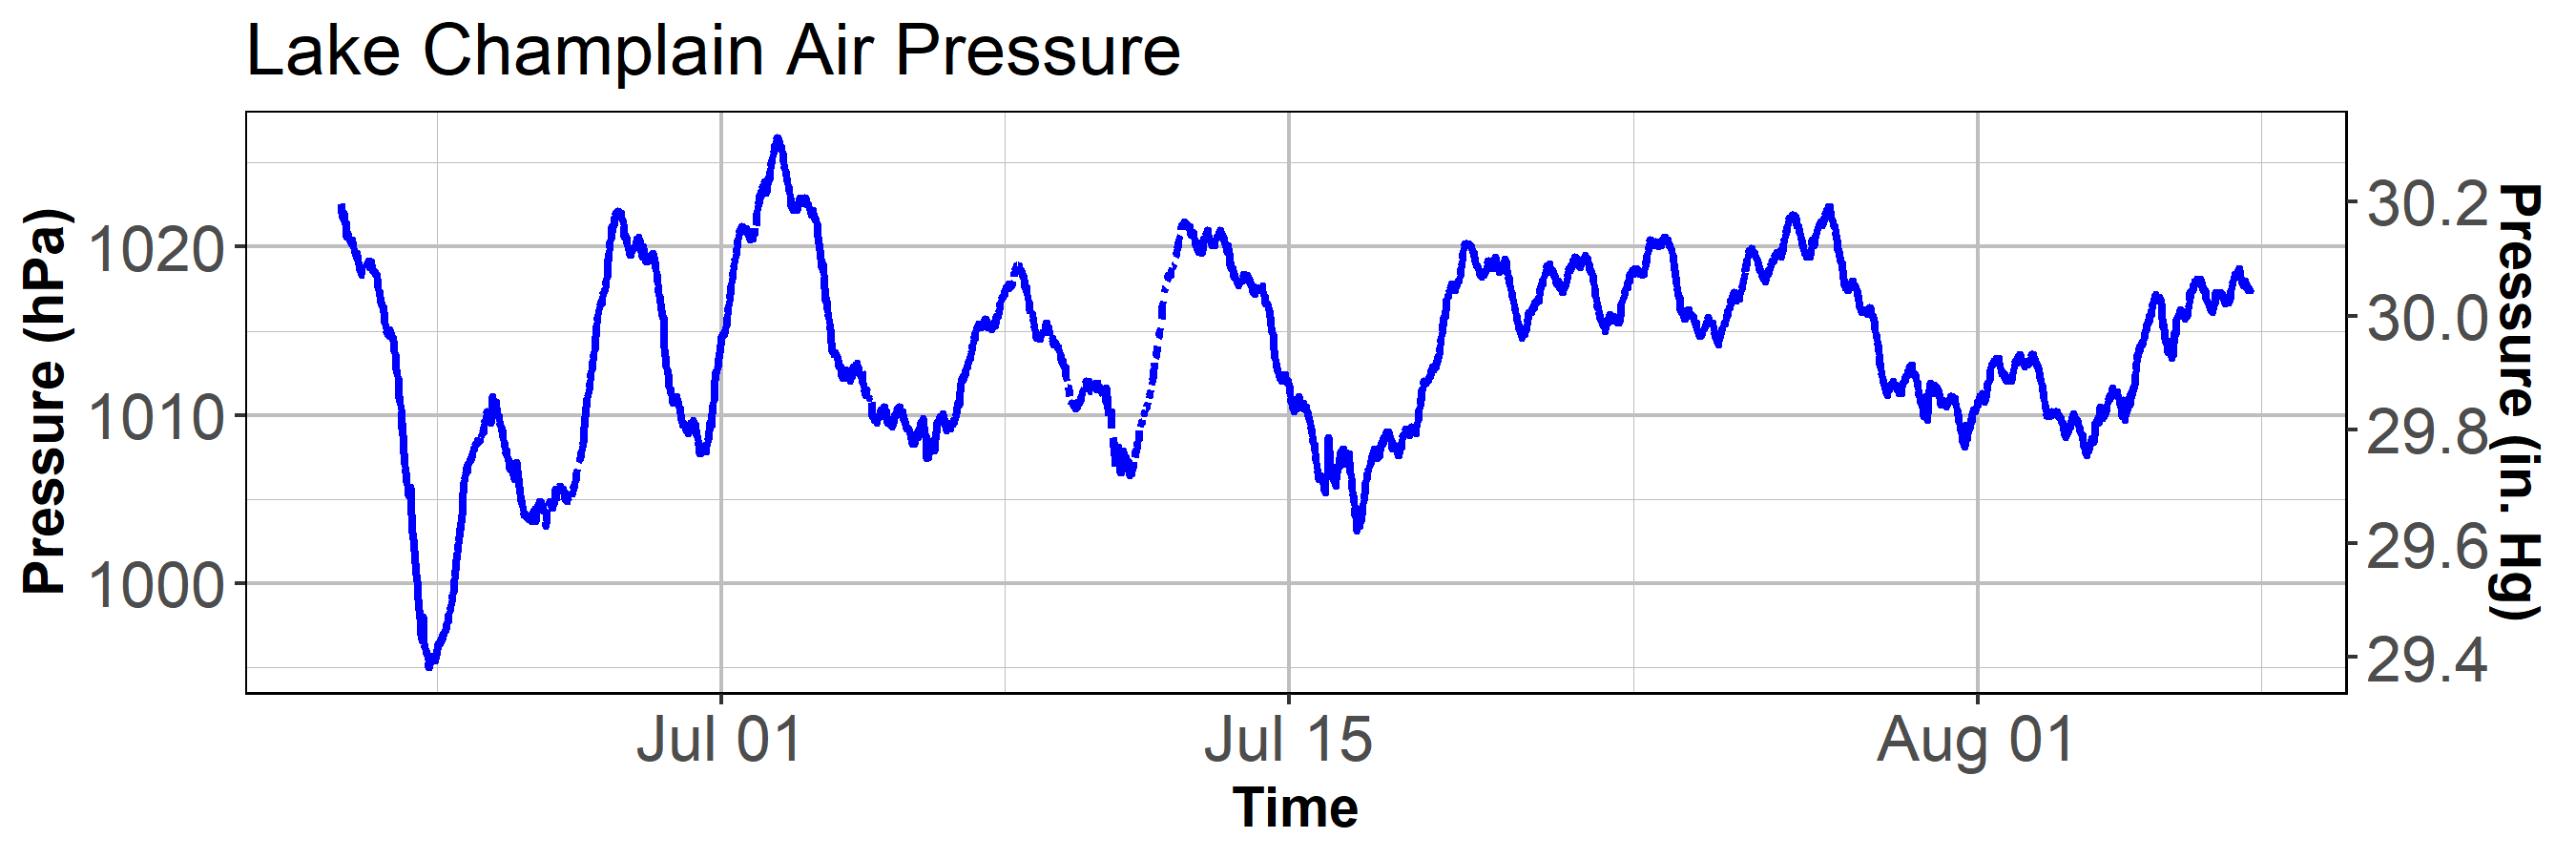 Lake Champlain Air Pressure
Pressure (hPa)
1020
1010
1000
30.2
30.0
29.8
29.6
29.4
Pressure (in. Hg)
Jul 01
Jul 15
Aug 01
Time